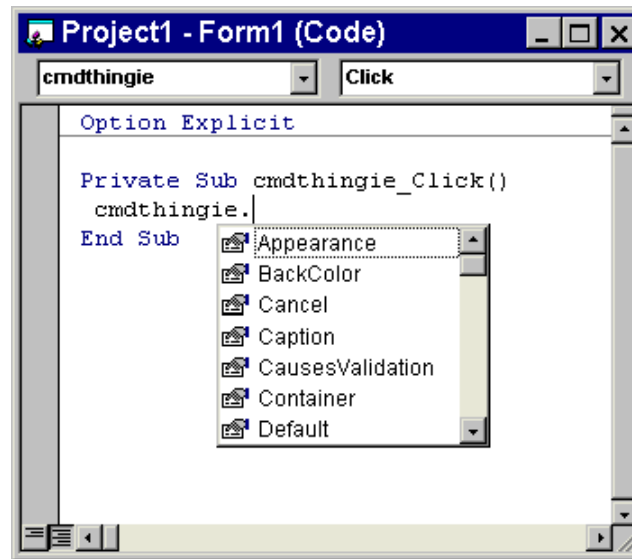 Project1 - Form1 (Code)
cmdthingie Click
Option Explicit
Private Sub cmdthingie_Click()
cmdthingie.
End Sub
Appearance
BackColor
Cancel
Caption
CausesValidation
Container
Default